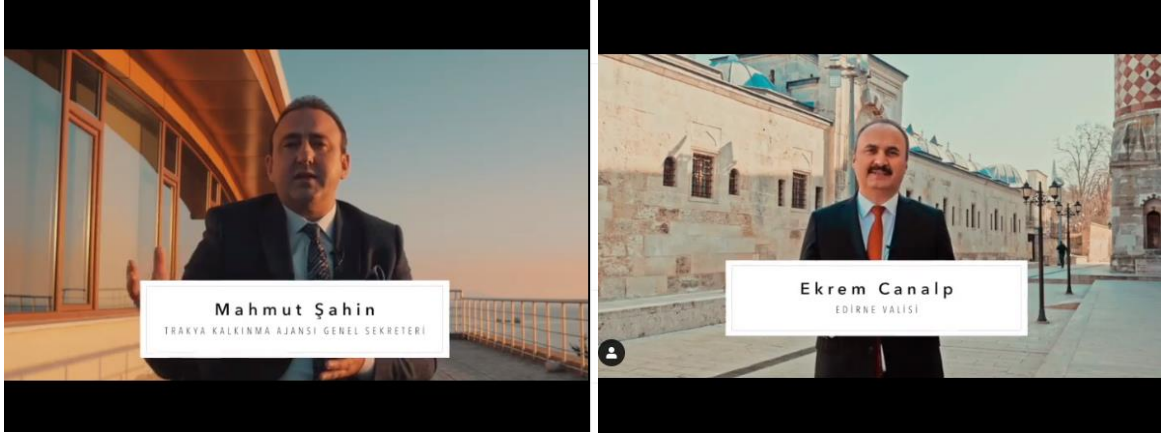 Mahmut Şahin
TRAKYA KALKINMA AJANSI GENEL SEKRETERİ
Ekrem Canalp
EDİRNE VALİSİ